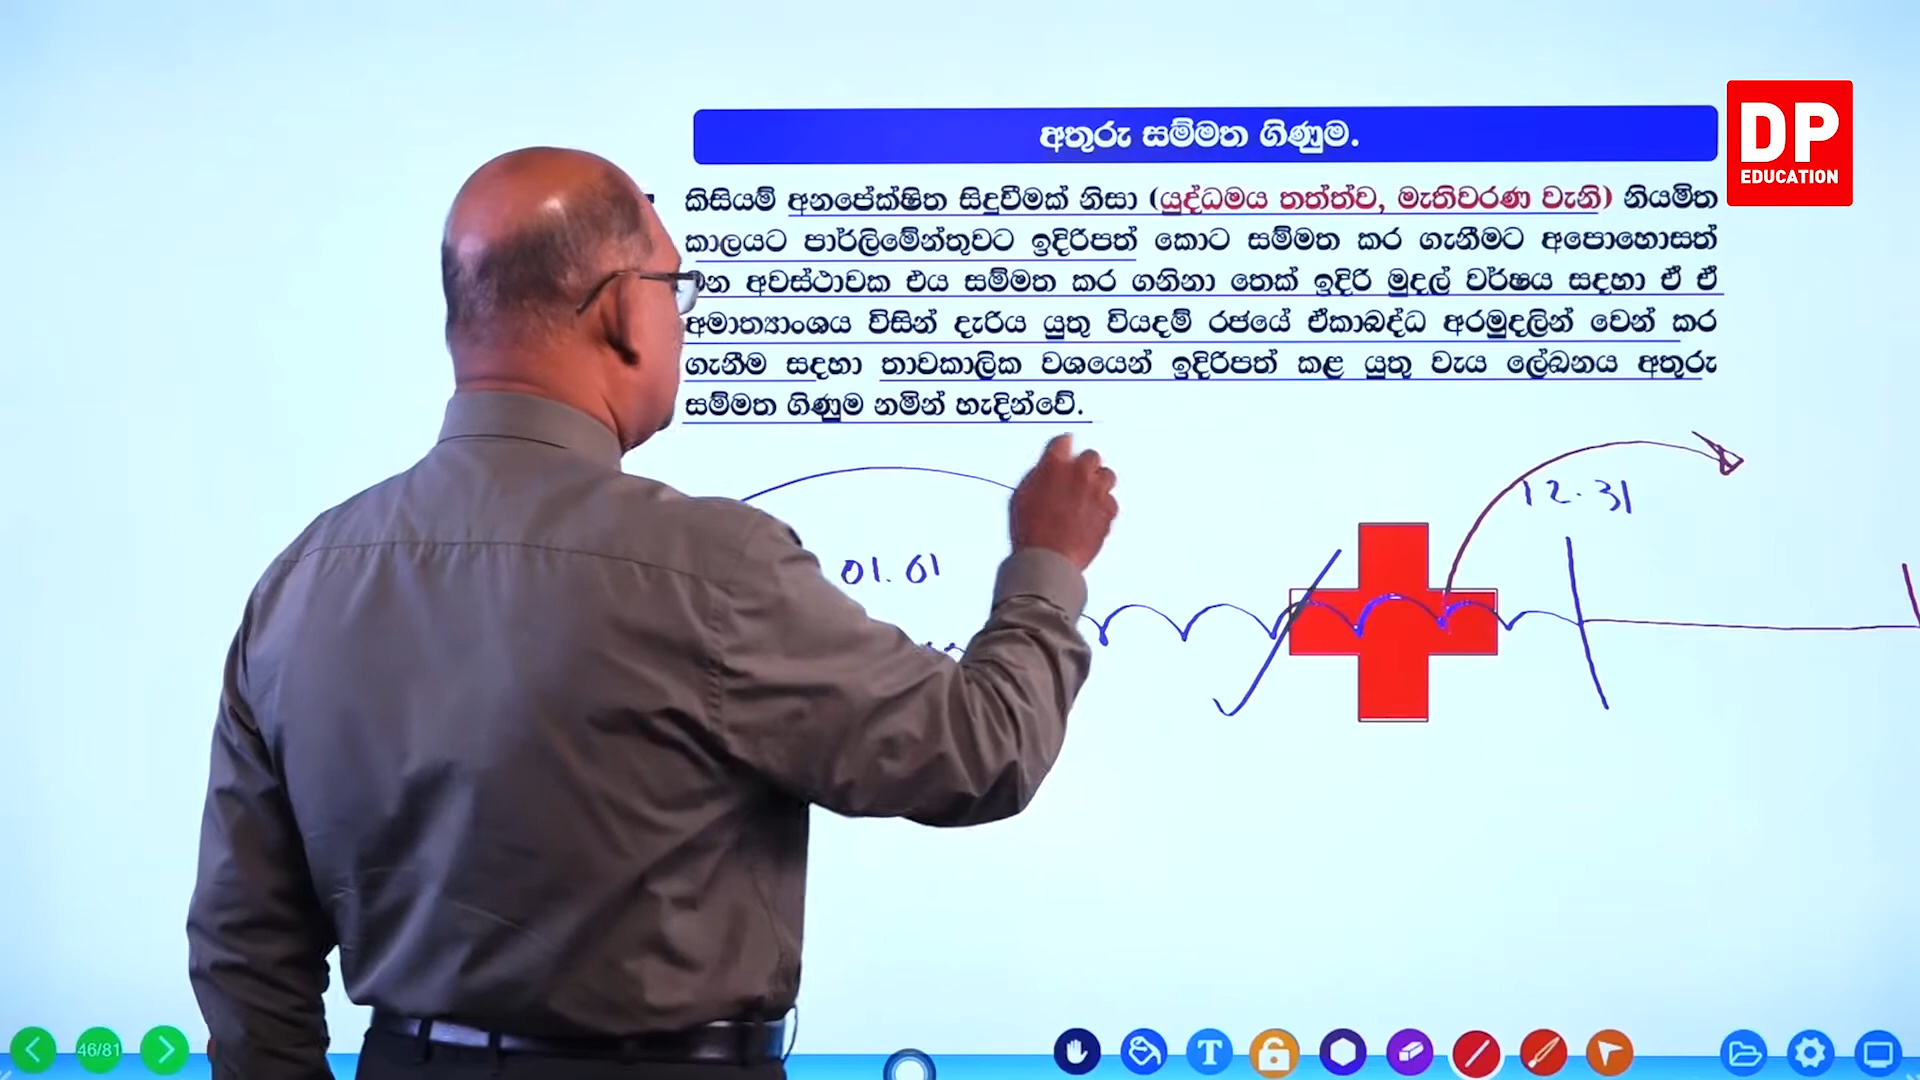 DP
EDUCATION
අතුරු සම්මත ගිණුම.
කිසියම් අනපේක්ෂිත සිදුවීමක් නිසා (යුද්ධමය තත්ත්ව, මැතිවරණ වැනි) නියමිත
කාලයට පාර්ලිමේන්තුවට ඉදිරිපත් කොට සම්මත කර ගැනීමට අපොහොසත්
වන අවස්ථාවක එය සම්මත කර ගනිනා තෙක් ඉදිරි මුදල් වර්ෂය සදහා ඒ ඒ
අමාත්‍යාංශය විසින් දැරිය යුතු වියදම් රජයේ ඒකාබද්ධ අරමුදලින් වෙන් කර
ගැනීම සදහා තාවකාලික වශයෙන් ඉදිරිපත් කළ යුතු වැය ලේඛනය අතුරු
සම්මත ගිණුම නමින් හැදින්වේ.
12.31
01.01
46/81
T